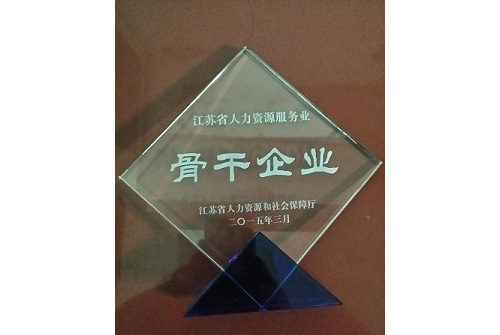 江苏省人力资源服务业
骨干企业
江苏省人力资源和社会保障厅
二〇一五年三月